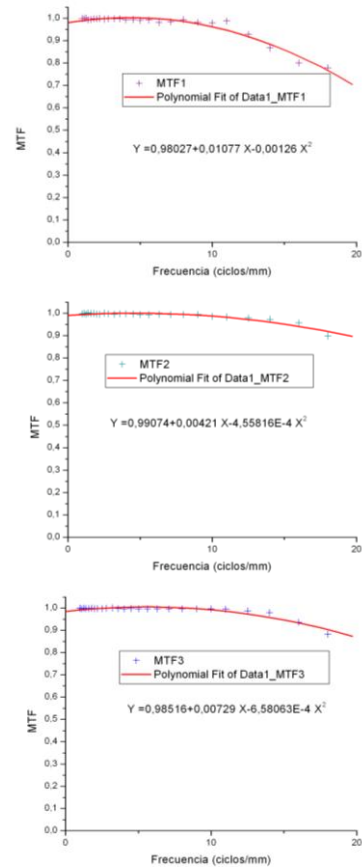 1,0
0,9
0,8
0,7
0,6
0,5
0,4
0,3
0,2
0,1
0,0
MTF
MTF1
Polynomial Fit of Data1_MTF1
Y =0,98027+0,01077 X-0,00126 X²
0
10
20
Frecuencia (ciclos/mm)
1,0
0,9
0,8
0,7
0,6
0,5
0,4
0,3
0,2
0,1
0,0
MTF
MTF2
Polynomial Fit of Data1_MTF2
Y =0,99074+0,00421 X-4,55816E-4 X²
0
10
20
Frecuencia (ciclos/mm)
1,0
0,9
0,8
0,7
0,6
0,5
0,4
0,3
0,2
0,1
0,0
MTF
MTF3
Polynomial Fit of Data1_MTF3
Y=0,98516+0,00729 X-6,58063E-4 X²
0
10
20
Frecuencia (ciclos/mm)